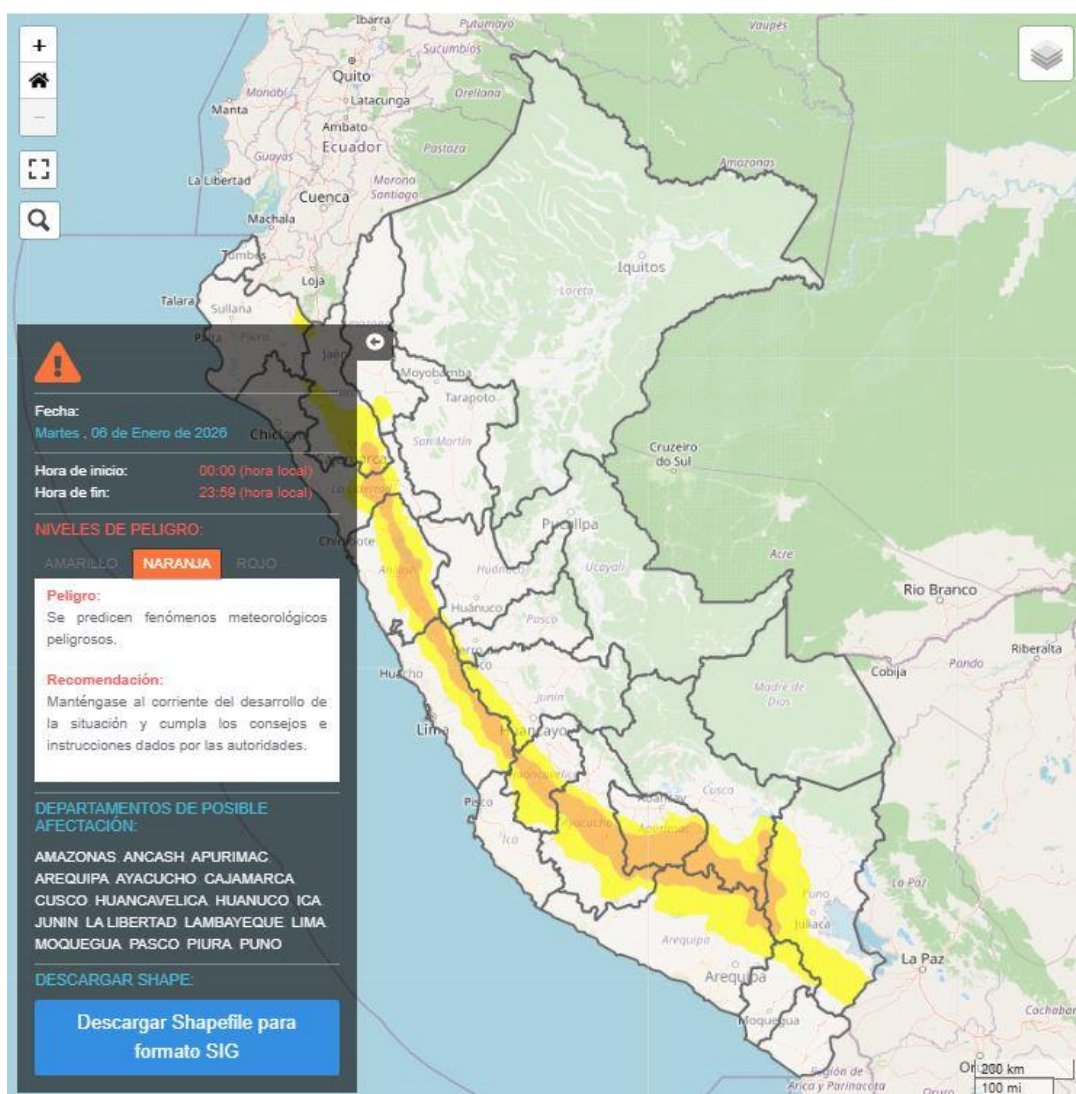 +
−
Ibarra
Putumayo
Vaupés
Sucumbíos
Quito
Orellana
Manabí
Latacunga
Manta
Ambato
Ecuador
Pastaza
Guayas
Amazonas
La Libertad
Morona
Santiago
Cuenca
Machala
Tumbes
Iquitos
Loja
Loreto
Talara
Sullana
Paita
Piura
Jaén
Moyobamba
Tarapoto
Fecha:
Martes , 06 de Enero de 2026
San Martín
Cruzeiro
do Sul
Cajamarca
Hora de inicio: 00:00 (hora local)
Hora de fin: 23:59 (hora local)
La Libertad
Pucallpa
NIVELES DE PELIGRO:
Chimbote
Acre
AMARILLO NARANJA ROJO
Huánuco
Ucayali
Rio Branco
Peligro:
Se predicen fenómenos meteorológicos
peligrosos.
Huánuco
Pasco
Riberalta
Pando
Cobija
Recomendación:
Manténgase al corriente del desarrollo de
la situación y cumpla los consejos e
instrucciones dados por las autoridades.
Huacho
Junín
Madre de
Dios
Lima
Huancayo
Huancavelica
Pisco
Abancay
Cusco
Ica
Ayacucho
Apurímac
DEPARTAMENTOS DE POSIBLE
AFECTACIÓN:
AMAZONAS ANCASH APURIMAC
AREQUIPA AYACUCHO CAJAMARCA
CUSCO HUANCAVELICA HUANUCO ICA
JUNIN LA LIBERTAD LAMBAYEQUE LIMA
MOQUEGUA PASCO PIURA PUNO
La Paz
Puno
Juliaca
Arequipa
La Paz
Arequipa
DESCARGAR SHAPE:
Descargar Shapefile para
formato SIG
Moquegua
Región de
Arica y Parinacota
Oruro
200 km
100 mi